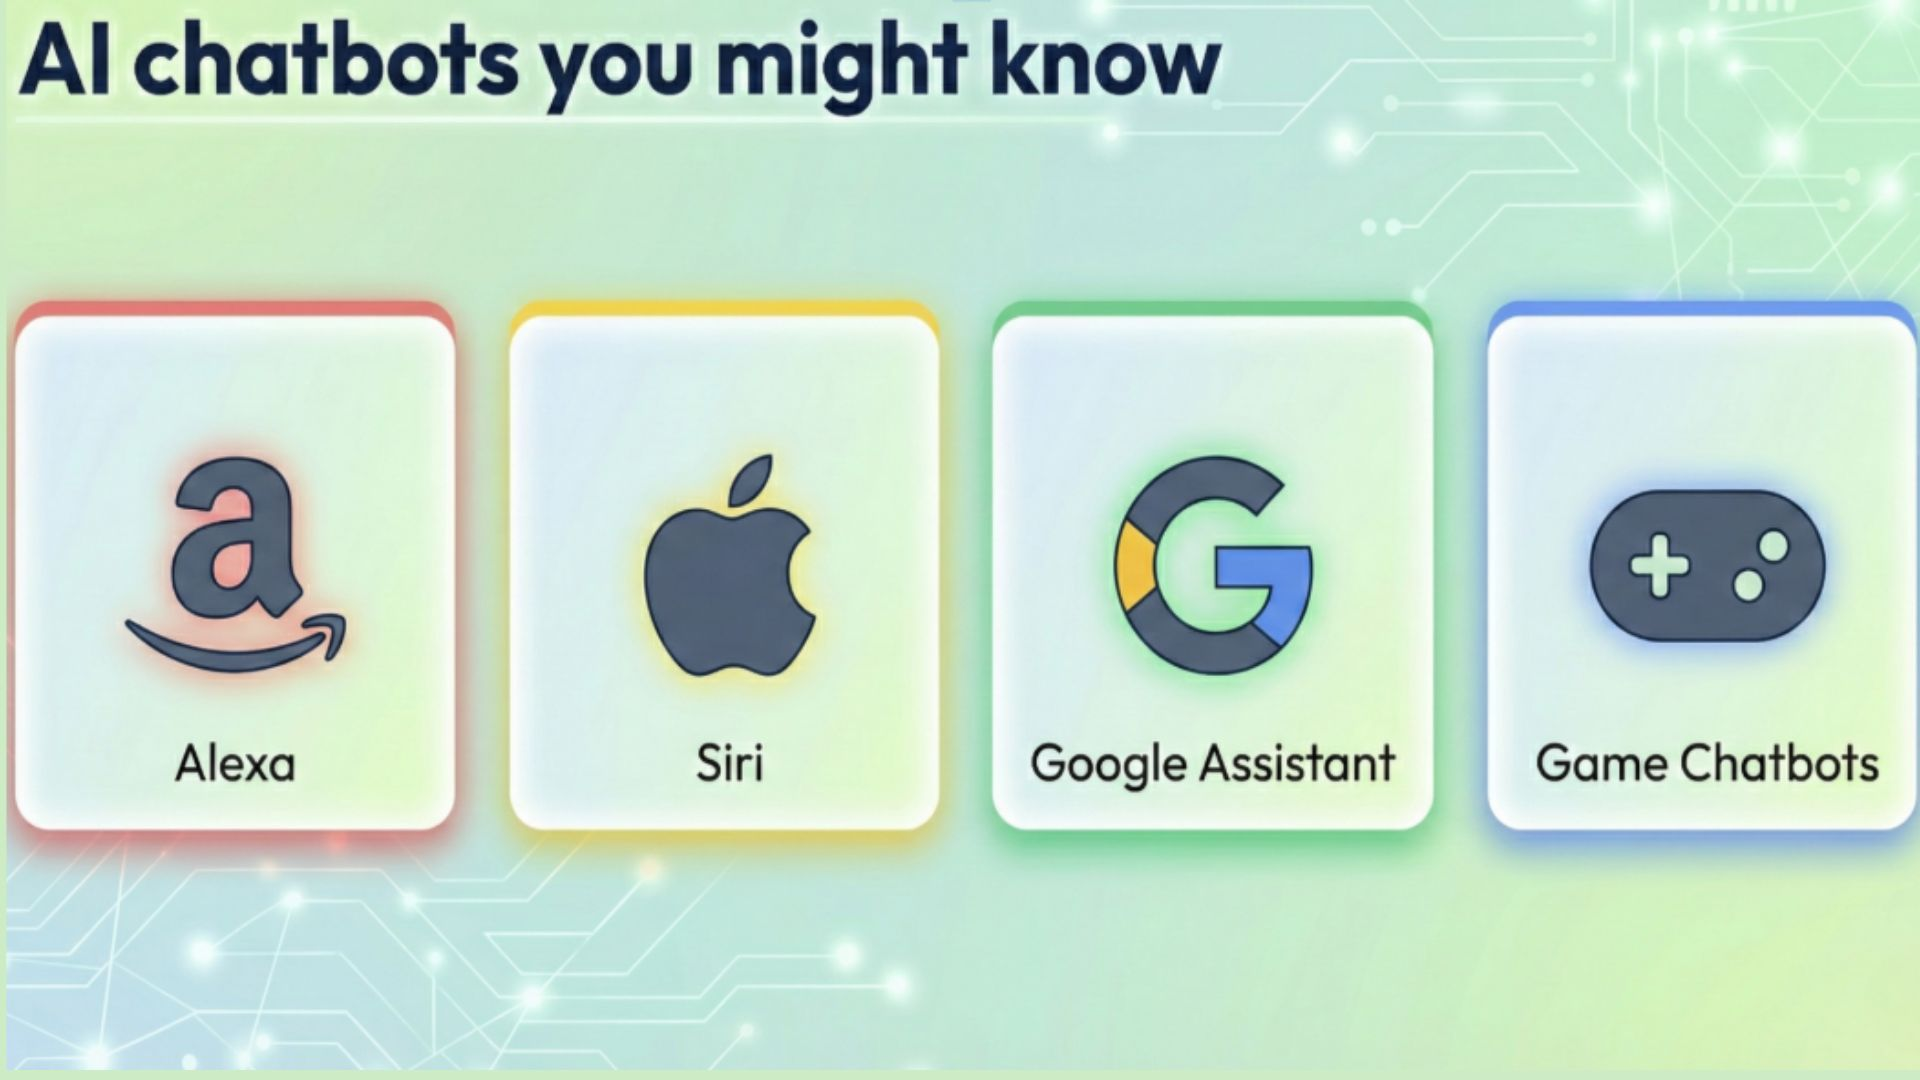 AI chatbots you might know
Alexa
Siri
Google Assistant
Game Chatbots